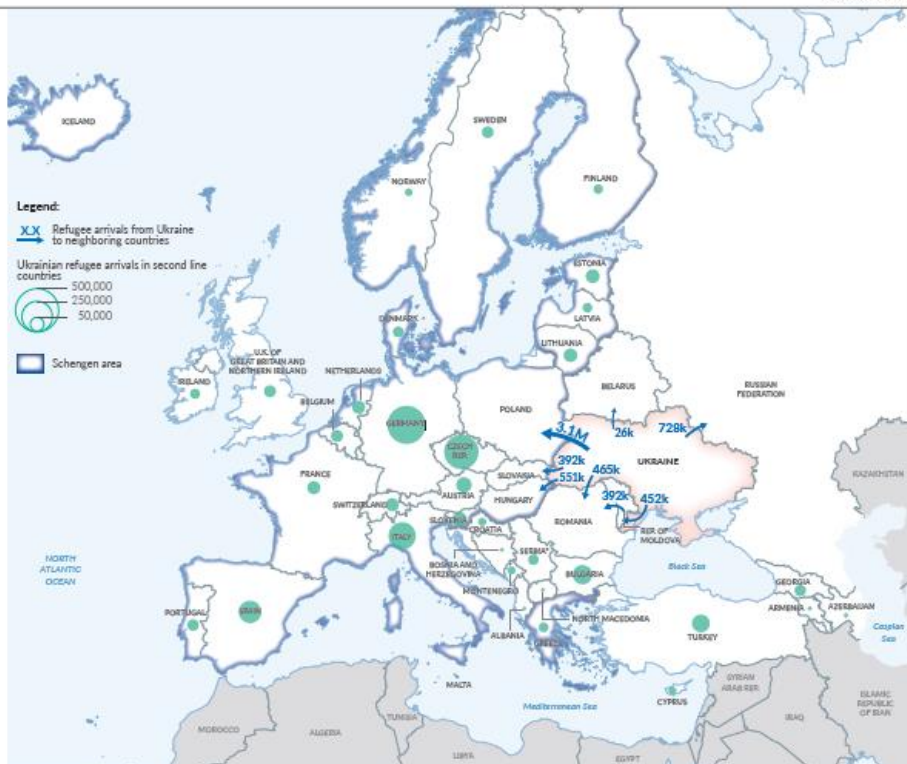 ICELAND
SWEDEN
NORWAY
FINLAND
Legend:
X.X Refugee arrivals from Ukraine
to neighboring countries
Ukrainian refugee arrivals in second line
countries
500,000
250,000
50,000
Schengen area
ESTONIA
LATVIA
LITHUANIA
DENMARK
U.K. OF
GREAT BRITAIN AND
NORTHERN IRELAND
IRELAND
NETHERLANDS
BELGIUM
GERMANY
POLAND
BELARUS
RUSSIAN
FEDERATION
3.1M
26k
728k
UKRAINE
CZECH
REP.
392k
551k
465k
392k
452k
SLOVAKIA
HUNGARY
AUSTRIA
FRANCE
SWITZERLAND
SLOVENIA
CROATIA
ITALY
ROMANIA
REP. OF
MOLDOVA
KAZAKHSTAN
NORTH
ATLANTIC
OCEAN
BOSNIA AND
HERZEGOVINA
SERBIA*
MONTENEGRO
BULGARIA
Black Sea
NORTH MACEDONIA
ALBANIA
GREECE
GEORGIA
ARMENIA
AZERBAIJAN
Caspian
Sea
PORTUGAL
SPAIN
TURKEY
MALTA
Mediterranean Sea
CYPRUS
SYRIAN
ARAB REP.
IRAQ
ISLAMIC
REPUBLIC
OF IRAN
MOROCCO
ALGERIA
TUNISIA
LIBYA
EGYPT